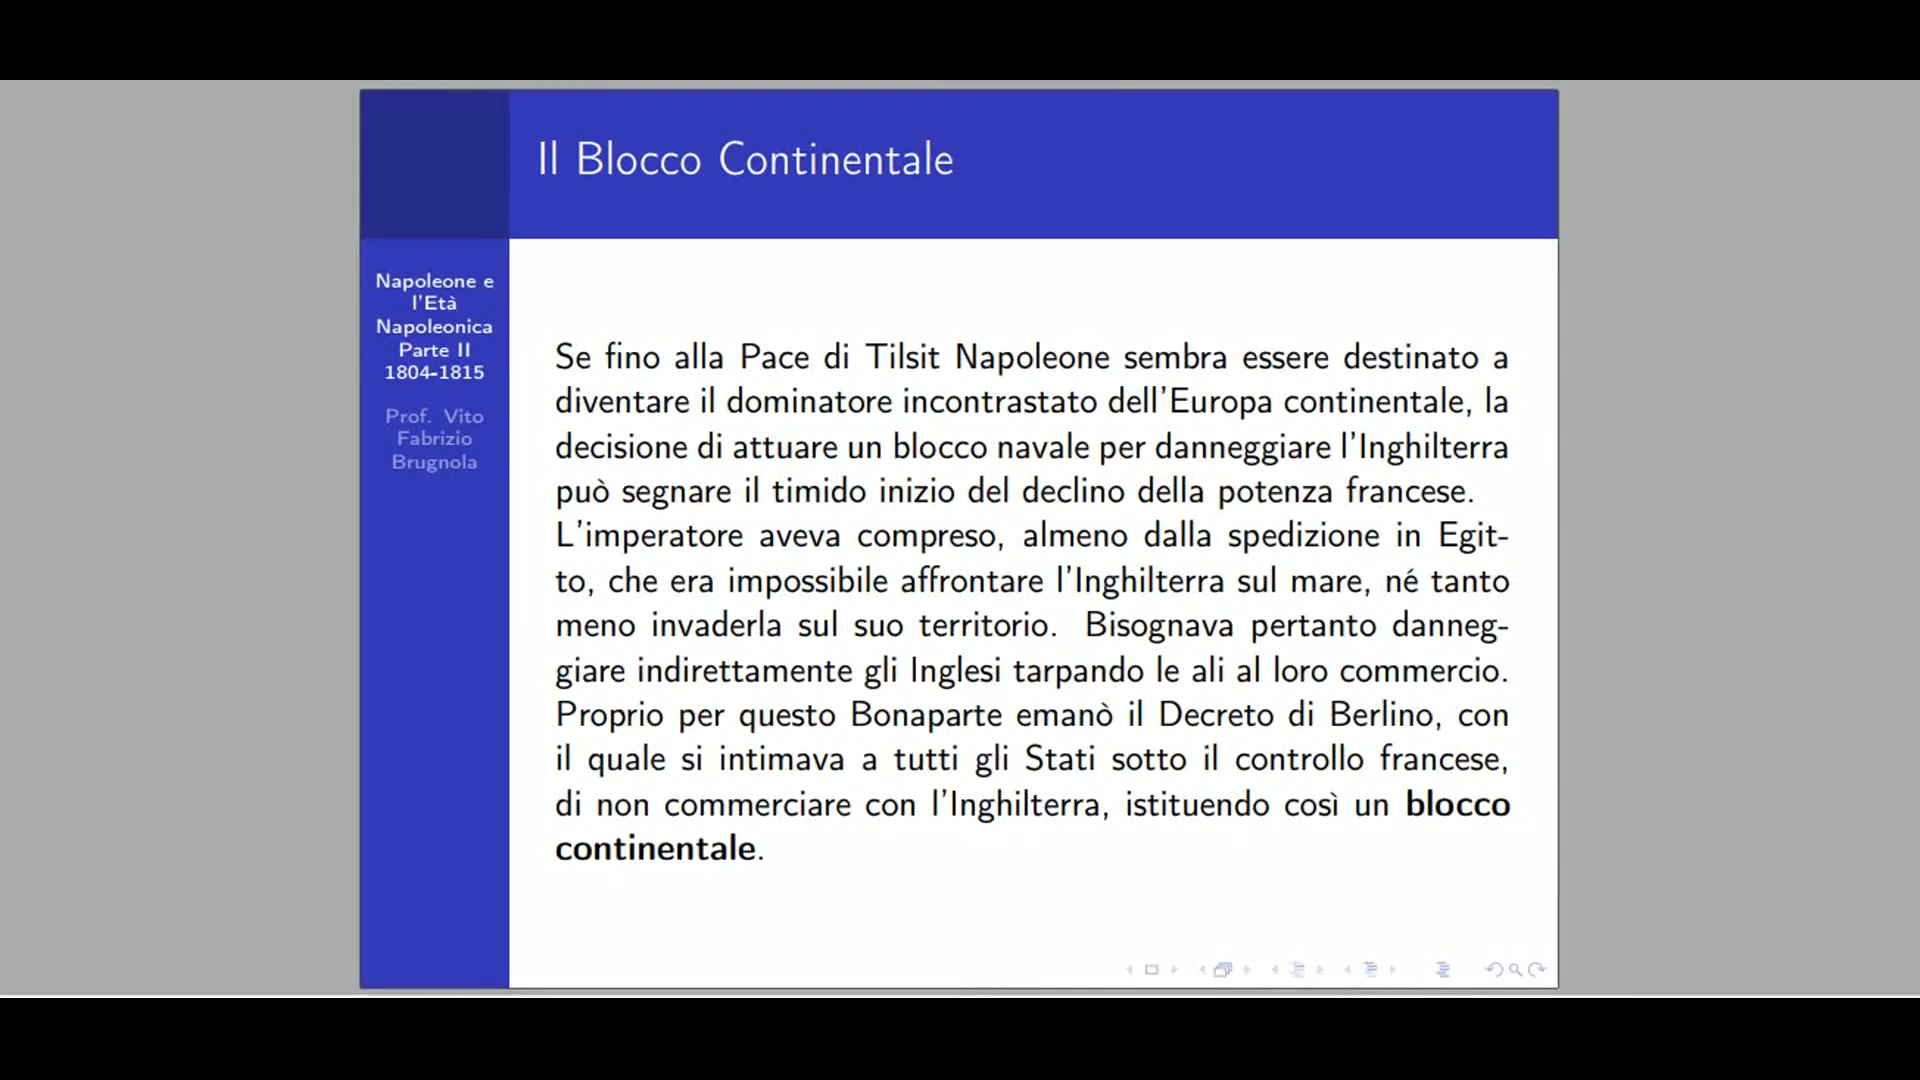 Il Blocco Continentale
Napoleone e
l'Età
Napoleonica
Parte II
1804-1815
Prof. Vito
Fabrizio
Brugnola
Se fino alla Pace di Tilsit Napoleone sembra essere destinato a
diventare il dominatore incontrastato dell'Europa continentale, la
decisione di attuare un blocco navale per danneggiare l'Inghilterra
può segnare il timido inizio del declino della potenza francese.
L'imperatore aveva compreso, almeno dalla spedizione in Egit-
to, che era impossibile affrontare l'Inghilterra sul mare, né tanto
meno invaderla sul suo territorio. Bisognava pertanto danneg-
giare indirettamente gli Inglesi tarpando le ali al loro commercio.
Proprio per questo Bonaparte emanò il Decreto di Berlino, con
il quale si intimava a tutti gli Stati sotto il controllo francese,
di non commerciare con l'Inghilterra, istituendo così un blocco
continentale.